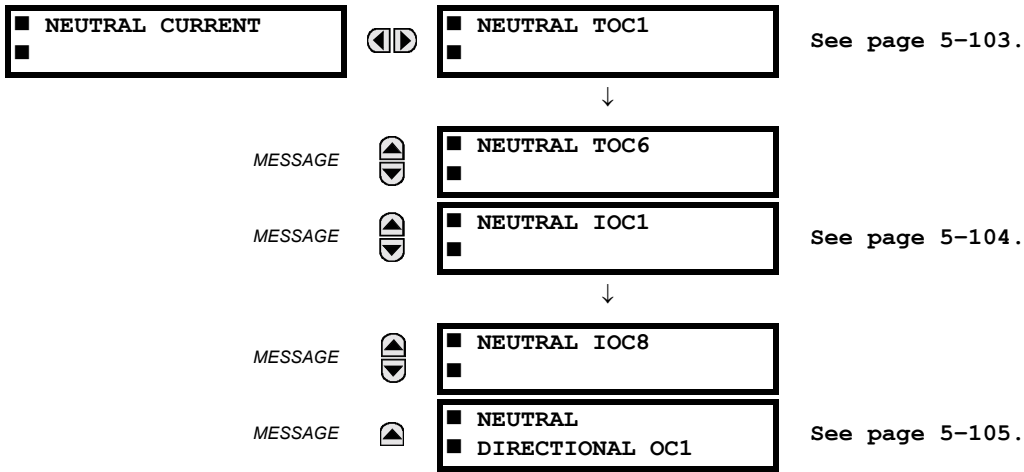 ■ NEUTRAL CURRENT
■
■ NEUTRAL TOC1
■
See page 5-103.
↓
MESSAGE
■ NEUTRAL TOC6
■
MESSAGE
■ NEUTRAL IOC1
■
See page 5-104.
↓
MESSAGE
■ NEUTRAL IOC8
■
MESSAGE
■ NEUTRAL
■ DIRECTIONAL OC1
See page 5-105.